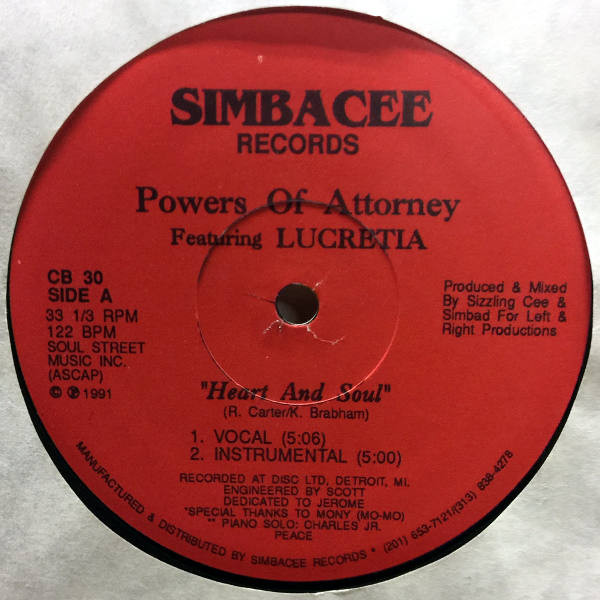 SIMBACEE
RECORDS
Powers Of Attorney
Featuring LUCRETIA
CB 30
SIDE A
33 1/3 RPM
122 BPM
SOUL STREET
MUSIC INC.
(ASCAP)
© ℗ 1991
Produced & Mixed
By Sizzling Cee &
Simbad For Left &
Right Productions
"Heart And Soul"
(R. Carter/K. Brabham)
1. VOCAL (5:06)
2. INSTRUMENTAL (5:00)
RECORDED AT DISC LTD, DETROIT, MI.
ENGINEERED BY SCOTT
DEDICATED TO JEROME
*SPECIAL THANKS TO MONY (MO-MO)
** PIANO SOLO: CHARLES JR.
PEACE
MANUFACTURED & DISTRIBUTED BY SIMBACEE RECORDS * (201) 653-7121/(313) 838-4278